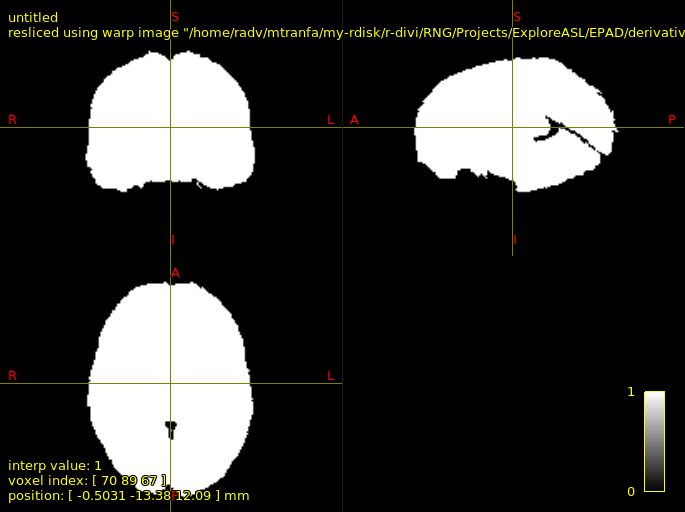 untitled
resliced using warp image "/home/radv/mtranfa/my-rdisk/r-divi/RNG/Projects/ExploreASL/EPAD/derivativ
S S
R L A P
I I
A
R L
1
interp value: 1
voxel index: [ 70 89 67 ]
0
position: [ -0.5031 -13.38 12.09 ] mm